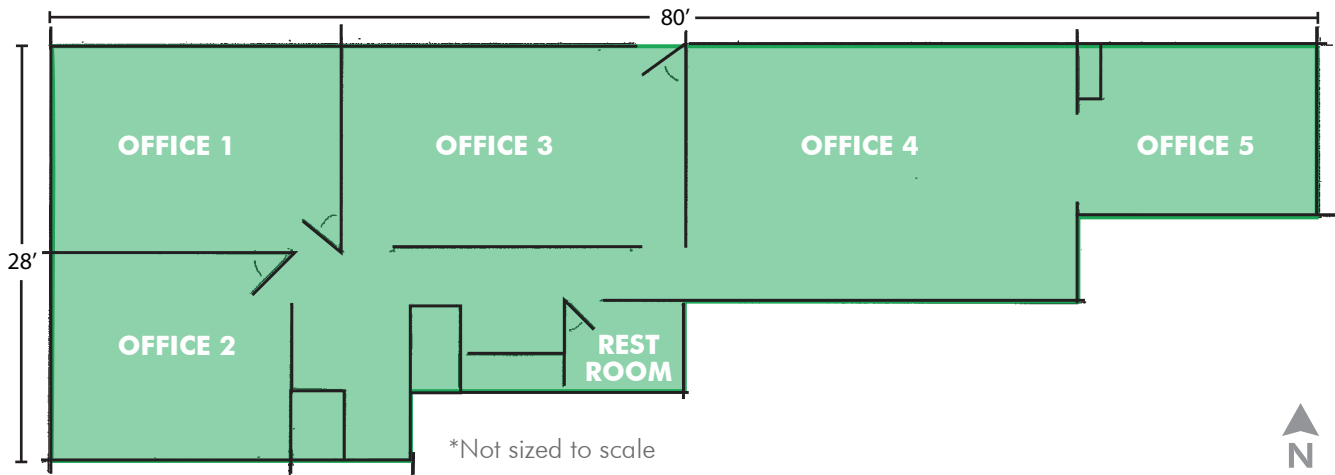 80’
OFFICE 1
OFFICE 3
OFFICE 4
OFFICE 5
28’
OFFICE 2
REST
ROOM
*Not sized to scale
N